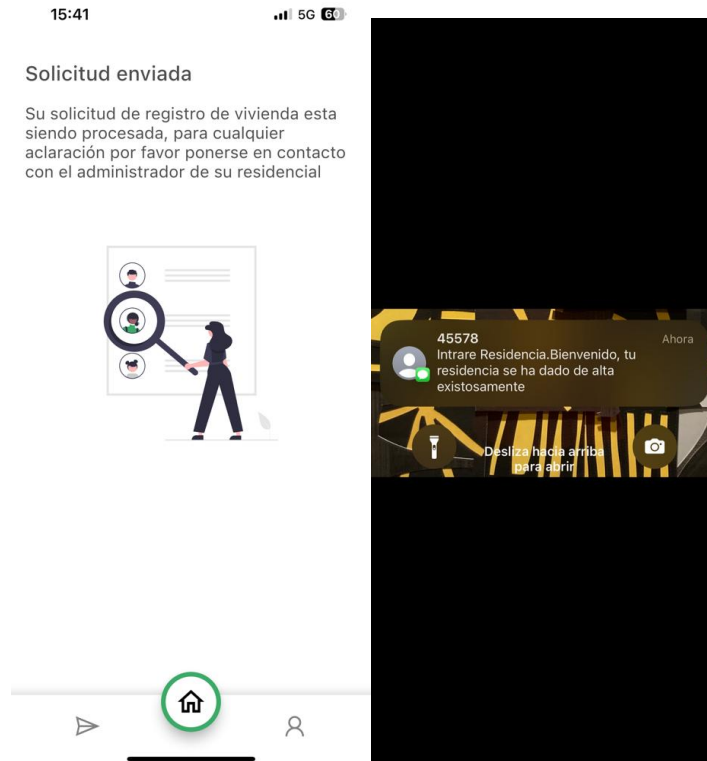 15:41
5G 60
Solicitud enviada
Su solicitud de registro de vivienda esta
siendo procesada, para cualquier
aclaración por favor ponerse en contacto
con el administrador de su residencial
45578
Ahora
Intrare Residencia.Bienvenido, tu
residencia se ha dado de alta
existosamente
Desliza hacia arriba
para abrir